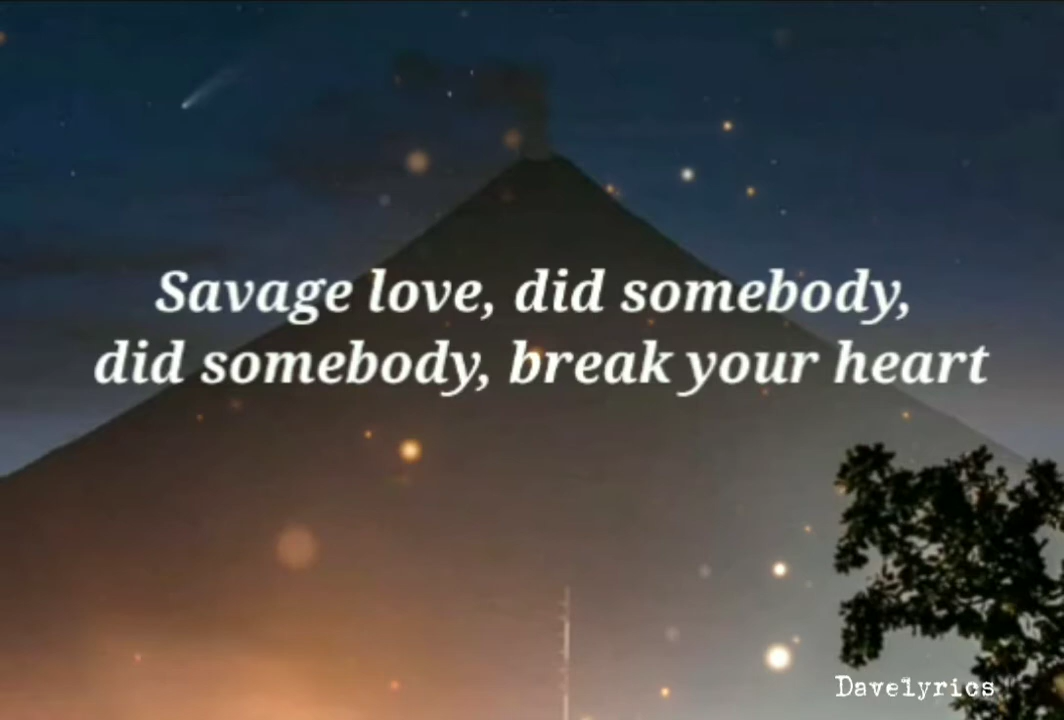 Savage love, did somebody,
did somebody, break your heart
Davelyrics